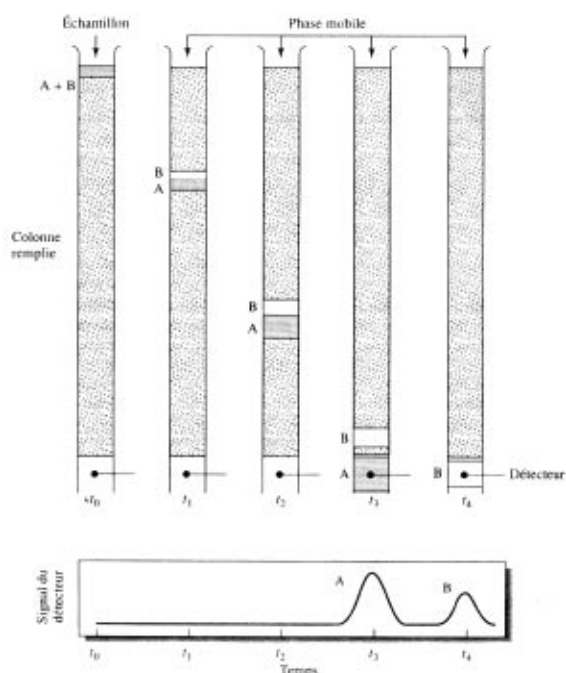 Échantillon
Phase mobile
A + B
B
A
Colonne
remplie
B
A
B
A
B
Détecteur
t₀
t₁
t₂
t₃
t₄
Signal du
détecteur
A
B
t₀
t₁
t₂
t₃
t₄
Temps